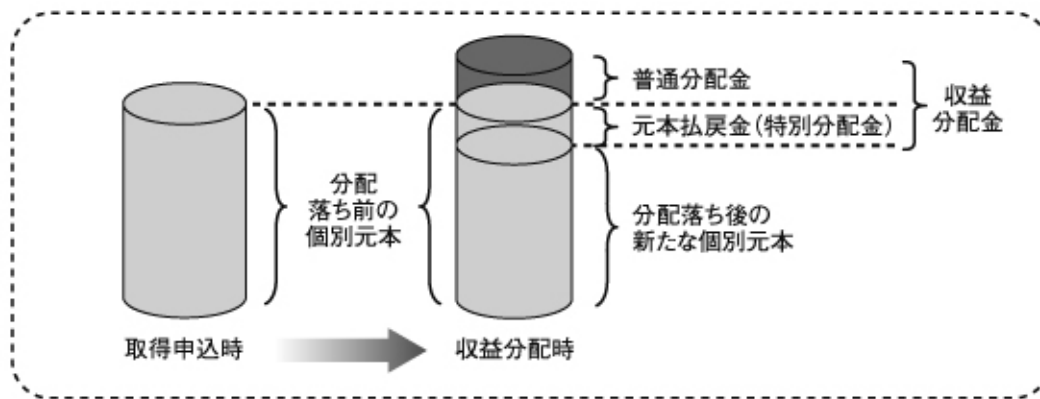 普通分配金
元本払戻金(特別分配金)
収益
分配金
分配
落ち前の
個別元本
分配落ち後の
新たな個別元本
取得申込時
収益分配時